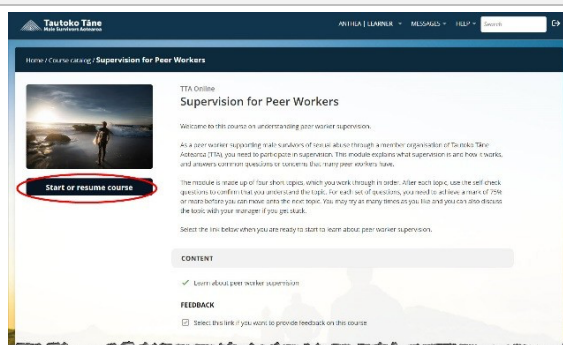 Tautoko Tāne
Male Survivors Aotearoa
ANTHEA | LEARNER
MESSAGES
HELP
Search
Home / Course catalog / Supervision for Peer Workers
TTA Online
Supervision for Peer Workers
Welcome to this course on understanding peer worker supervision.
As a peer worker supporting male survivors of sexual abuse through a member organisation of Tautoko Tāne
Aotearoa (TTA), you need to participate in supervision. This module explains what supervision is and how it works,
and answers common questions or concerns that many peer workers have.
Start or resume course
The module is made up of four short topics, which you work through in order. After each topic, use the self-check
questions to confirm that you understand the topic. For each set of questions, you need to achieve a mark of 75%
or more before you can move onto the next topic. You may try as many times as you like and you can also discuss
the topic with your manager if you get stuck.
Select the link below when you are ready to start to learn about peer worker supervision.
CONTENT
Learn about peer worker supervision
FEEDBACK
Select this link if you want to provide feedback on this course